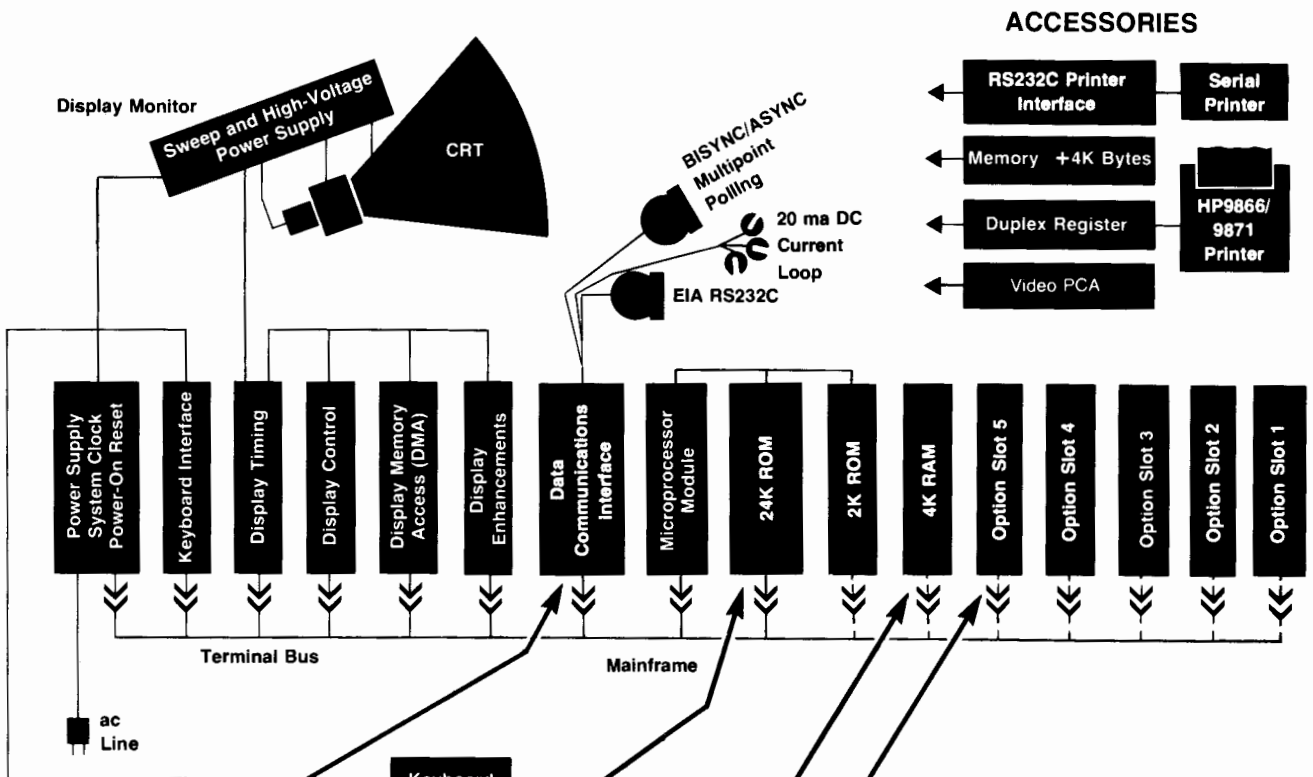 ACCESSORIES
Display Monitor
Sweep and High-Voltage
Power Supply
CRT
BISYNC/ASYNC
Multipoint
Polling
20 ma DC
Current
Loop
EIA RS232C
RS232C Printer
Interface
Serial
Printer
Memory +4K Bytes
Duplex Register
HP9866/
9871
Printer
Video PCA
Power Supply
System Clock
Power-On Reset
Keyboard Interface
Display Timing
Display Control
Display Memory
Access (DMA)
Display
Enhancements
Data
Communications
Interface
Microprocessor
Module
24K ROM
2K ROM
4K RAM
Option Slot 5
Option Slot 4
Option Slot 3
Option Slot 2
Option Slot 1
Terminal Bus
Mainframe
ac
Line
Keyboard